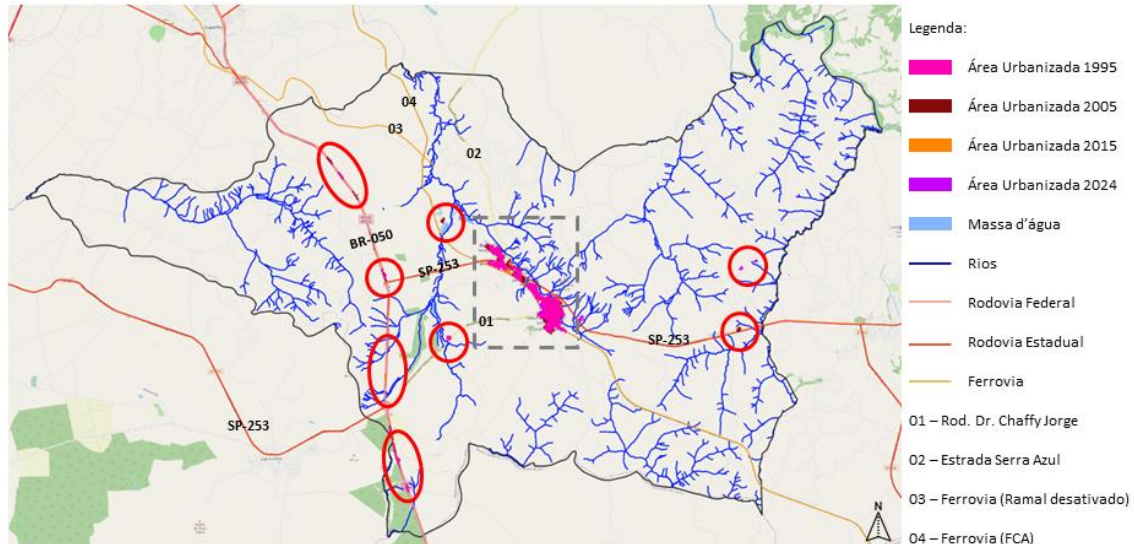 Legenda:
Área Urbanizada 1995
Área Urbanizada 2005
Área Urbanizada 2015
Área Urbanizada 2024
Massa d'água
Rios
Rodovia Federal
Rodovia Estadual
Ferrovia
01 – Rod. Dr. Chaffy Jorge
02 – Estrada Serra Azul
03 – Ferrovia (Ramal desativado)
04 – Ferrovia (FCA)
04
03
02
BR-050
SP-253
01
SP-253
SP-253
N